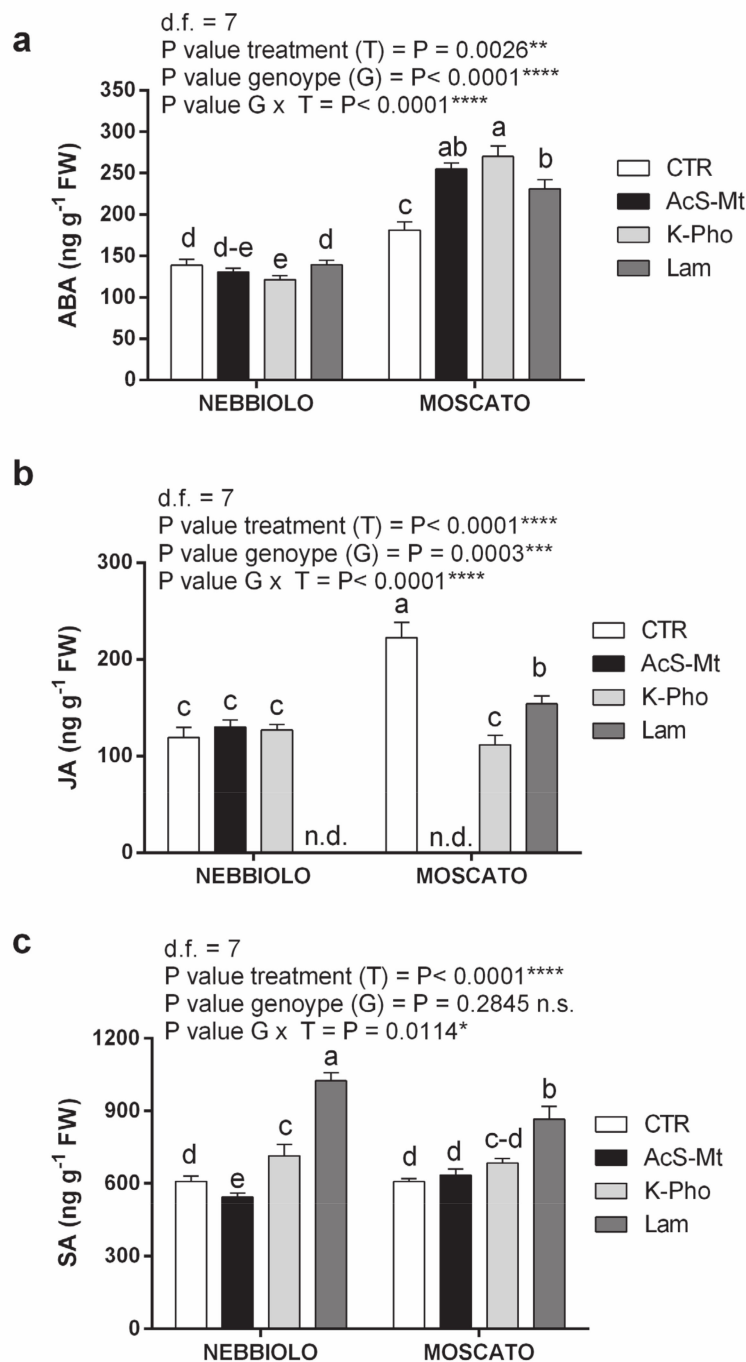 a
d.f. = 7
P value treatment (T) = P = 0.0026**
P value genoype (G) = P< 0.0001****
P value G x T = P< 0.0001****
ABA (ng g-1 FW)
350
300
250
200
150
100
50
0
d d-e e d
c ab a b
NEBBIOLO MOSCATO
CTR
AcS-Mt
K-Pho
Lam
b
d.f. = 7
P value treatment (T) = P< 0.0001****
P value genoype (G) = P = 0.0003***
P value G x T = P< 0.0001****
JA (ng g-1 FW)
300
200
100
0
c c c n.d.
a n.d. c b
NEBBIOLO MOSCATO
CTR
AcS-Mt
K-Pho
Lam
c
d.f. = 7
P value treatment (T) = P< 0.0001****
P value genoype (G) = P = 0.2845 n.s.
P value G x T = P = 0.0114*
SA (ng g-1 FW)
1200
900
600
300
0
d e c a
d d c-d b
NEBBIOLO MOSCATO
CTR
AcS-Mt
K-Pho
Lam